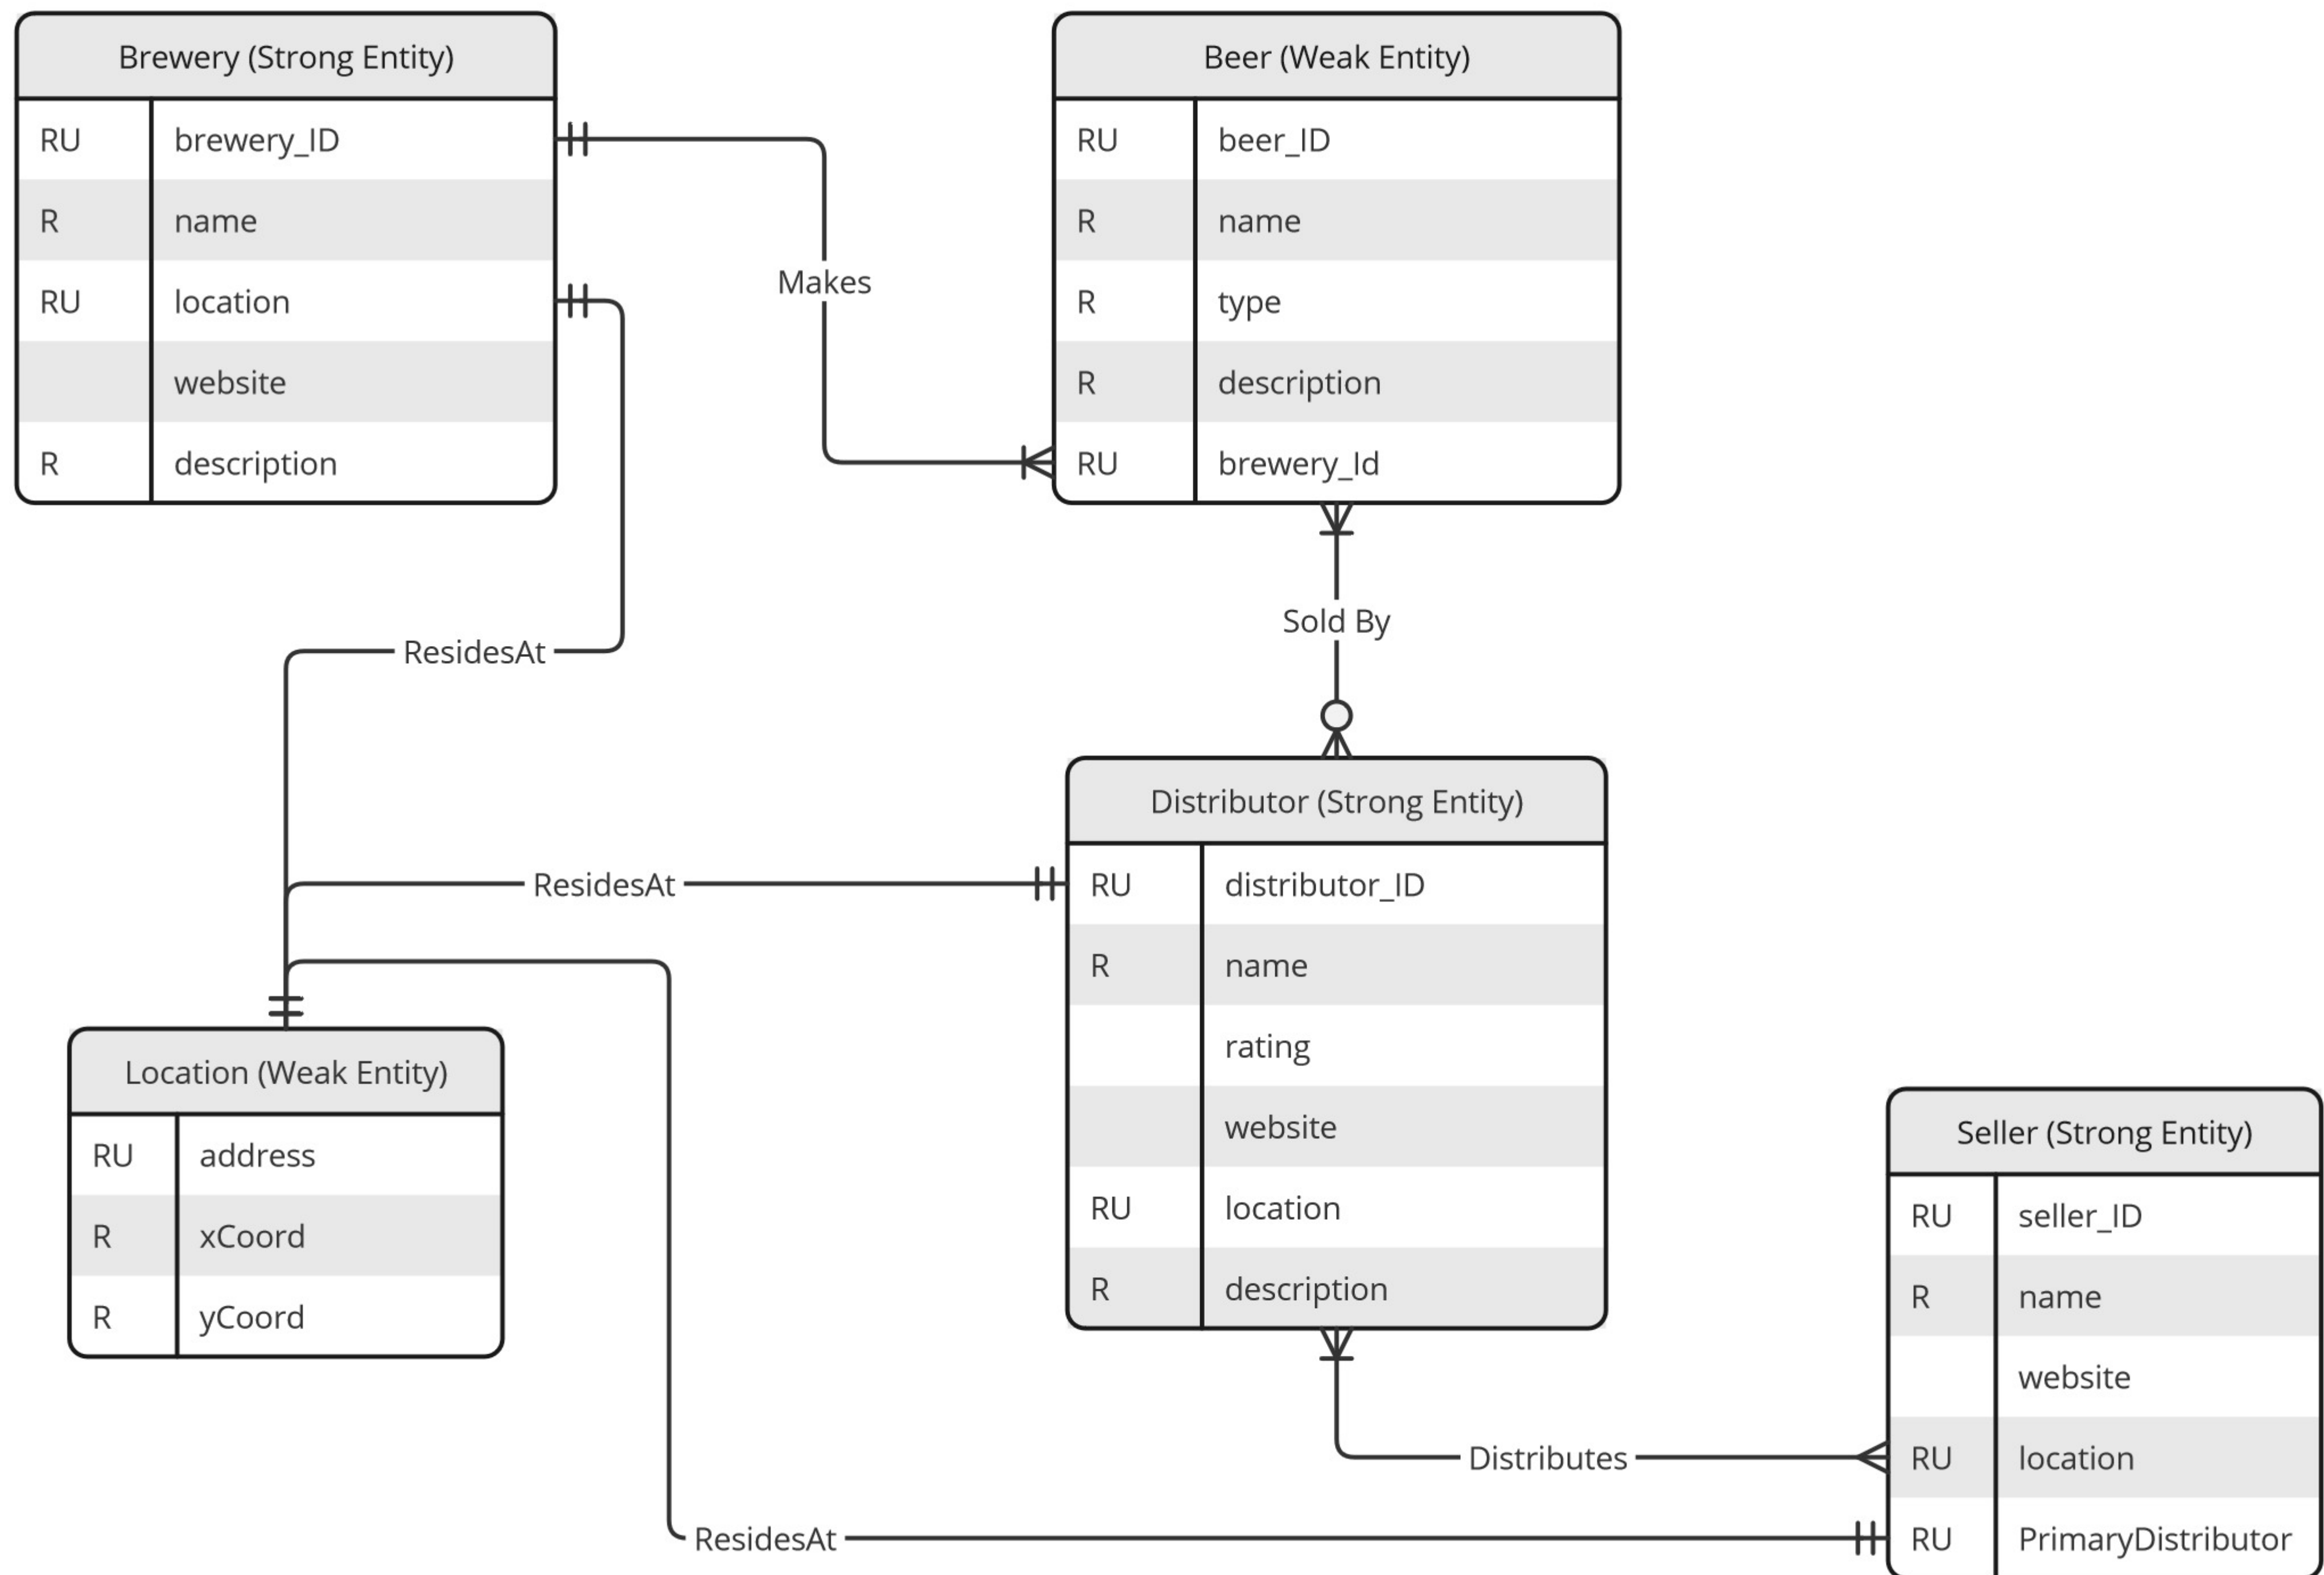 Brewery (Strong Entity)
RU brewery_ID
R name
RU location
website
R description
Makes
Beer (Weak Entity)
RU beer_ID
R name
R type
R description
RU brewery_Id
Sold By
ResidesAt
ResidesAt
Distributor (Strong Entity)
RU distributor_ID
R name
rating
website
RU location
R description
Location (Weak Entity)
RU address
R xCoord
R yCoord
Seller (Strong Entity)
RU seller_ID
R name
website
RU location
RU PrimaryDistributor
Distributes
ResidesAt